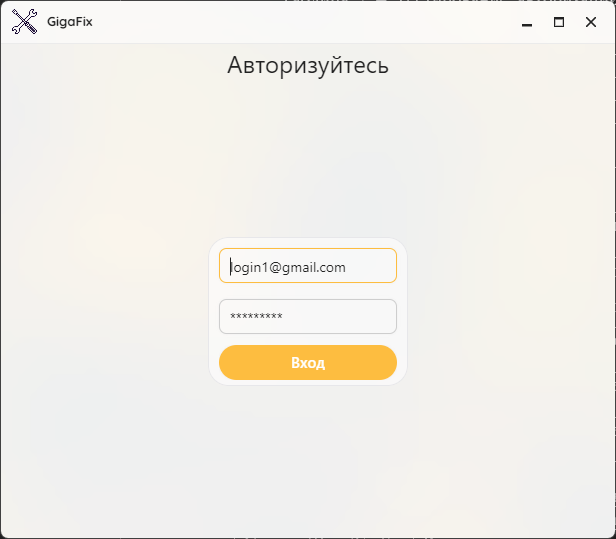 GigaFix
Авторизуйтесь
login1@gmail.com
*********
Вход